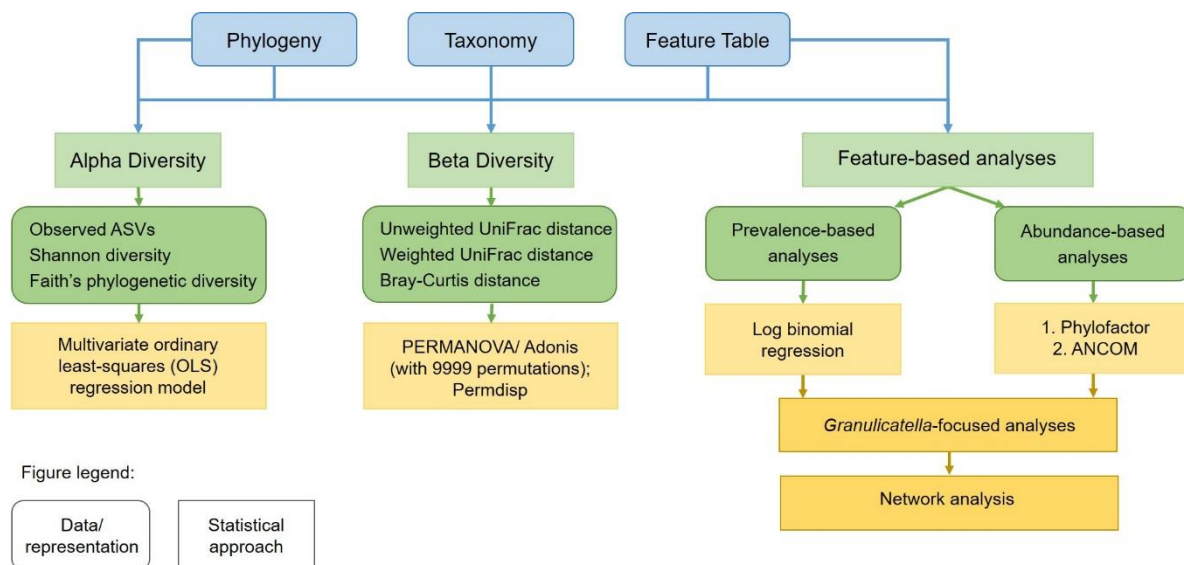 Phylogeny
Taxonomy
Feature Table
Alpha Diversity
Beta Diversity
Feature-based analyses
Observed ASVs
Shannon diversity
Faith's phylogenetic diversity
Unweighted UniFrac distance
Weighted UniFrac distance
Bray-Curtis distance
Prevalence-based
analyses
Abundance-based
analyses
Multivariate ordinary
least-squares (OLS)
regression model
PERMANOVA/ Adonis
(with 9999 permutations);
Permdisp
Log binomial
regression
1. Phylofactor
2. ANCOM
Granulicatella-focused analyses
Network analysis
Figure legend:
Data/
representation
Statistical
approach